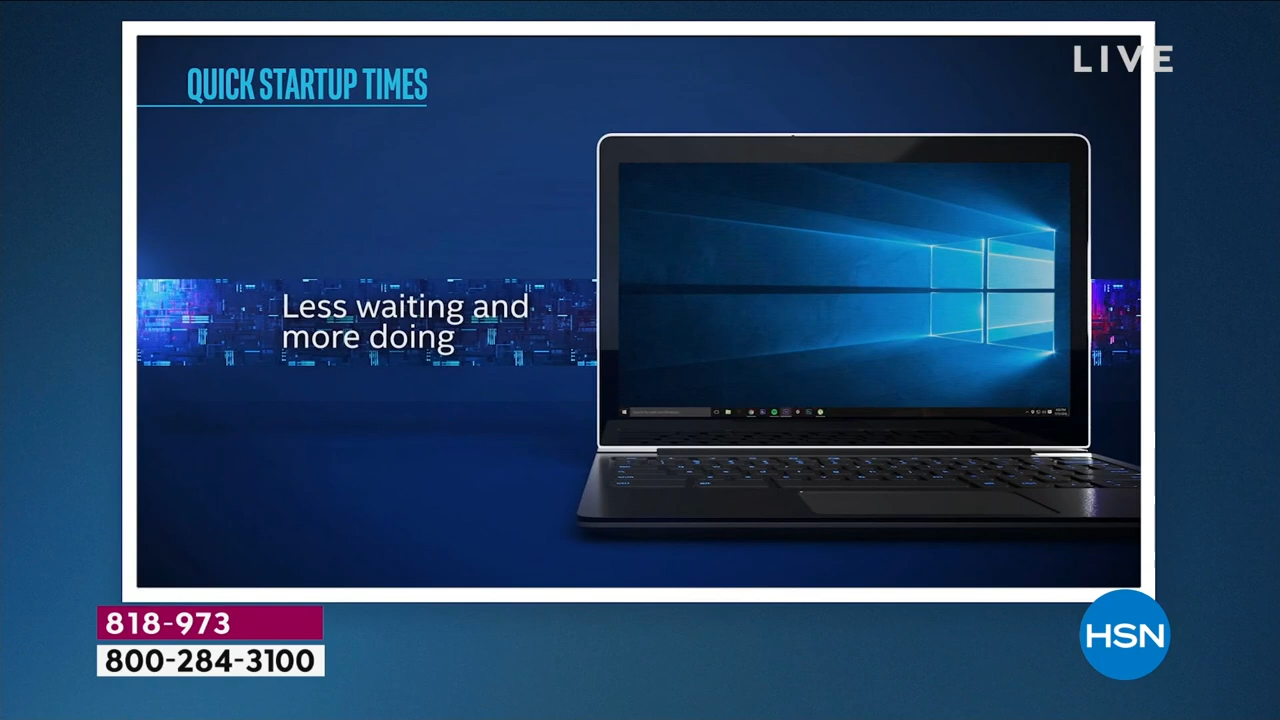 LIVE
QUICK STARTUP TIMES
Less waiting and
more doing
818-973
800-284-3100
HSN